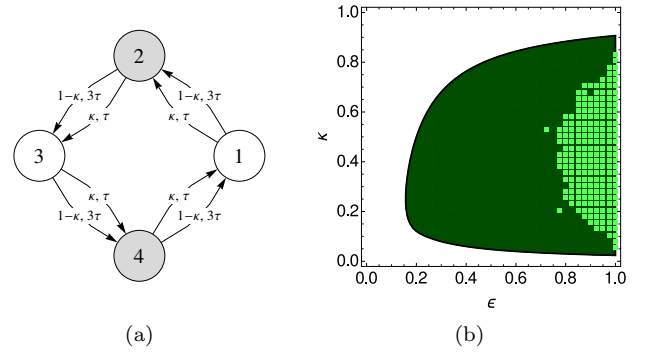 2
1−κ, 3τ
κ, τ
1−κ, 3τ
κ, τ
3
1
κ, τ
1−κ, 3τ
κ, τ
1−κ, 3τ
4
(a)
1.0
0.8
0.6
0.4
0.2
0.0
κ
0.0 0.2 0.4 0.6 0.8 1.0
ϵ
(b)